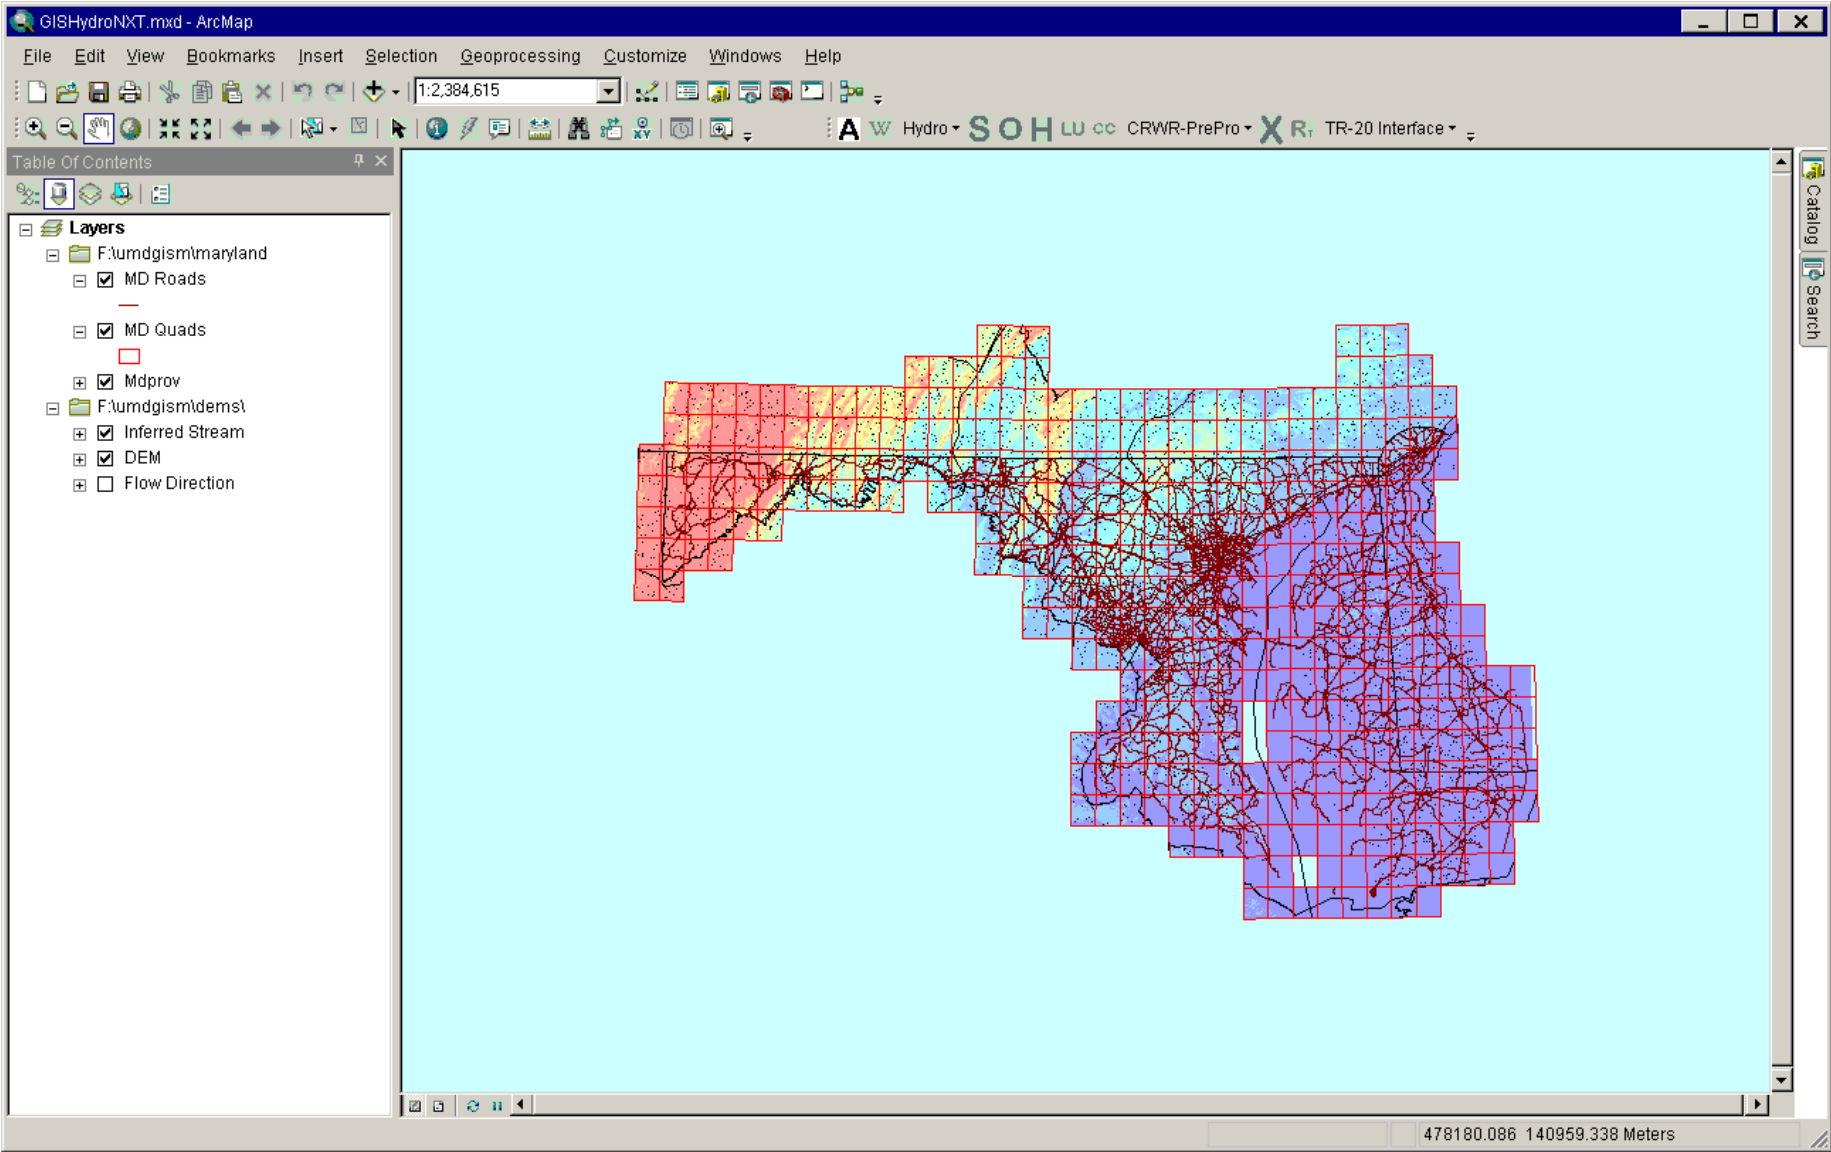 GISHydroNXT.mxd - ArcMap
File Edit View Bookmarks Insert Selection Geoprocessing Customize Windows Help
1:2,384,615
A W Hydro S O H LU CC CRWR-PrePro X RT TR-20 Interface
Table Of Contents
Layers
F:\umdgism\maryland
MD Roads
MD Quads
Mdprov
F:\umdgism\dems\
Inferred Stream
DEM
Flow Direction
Catalog
Search
478180.086 140959.338 Meters